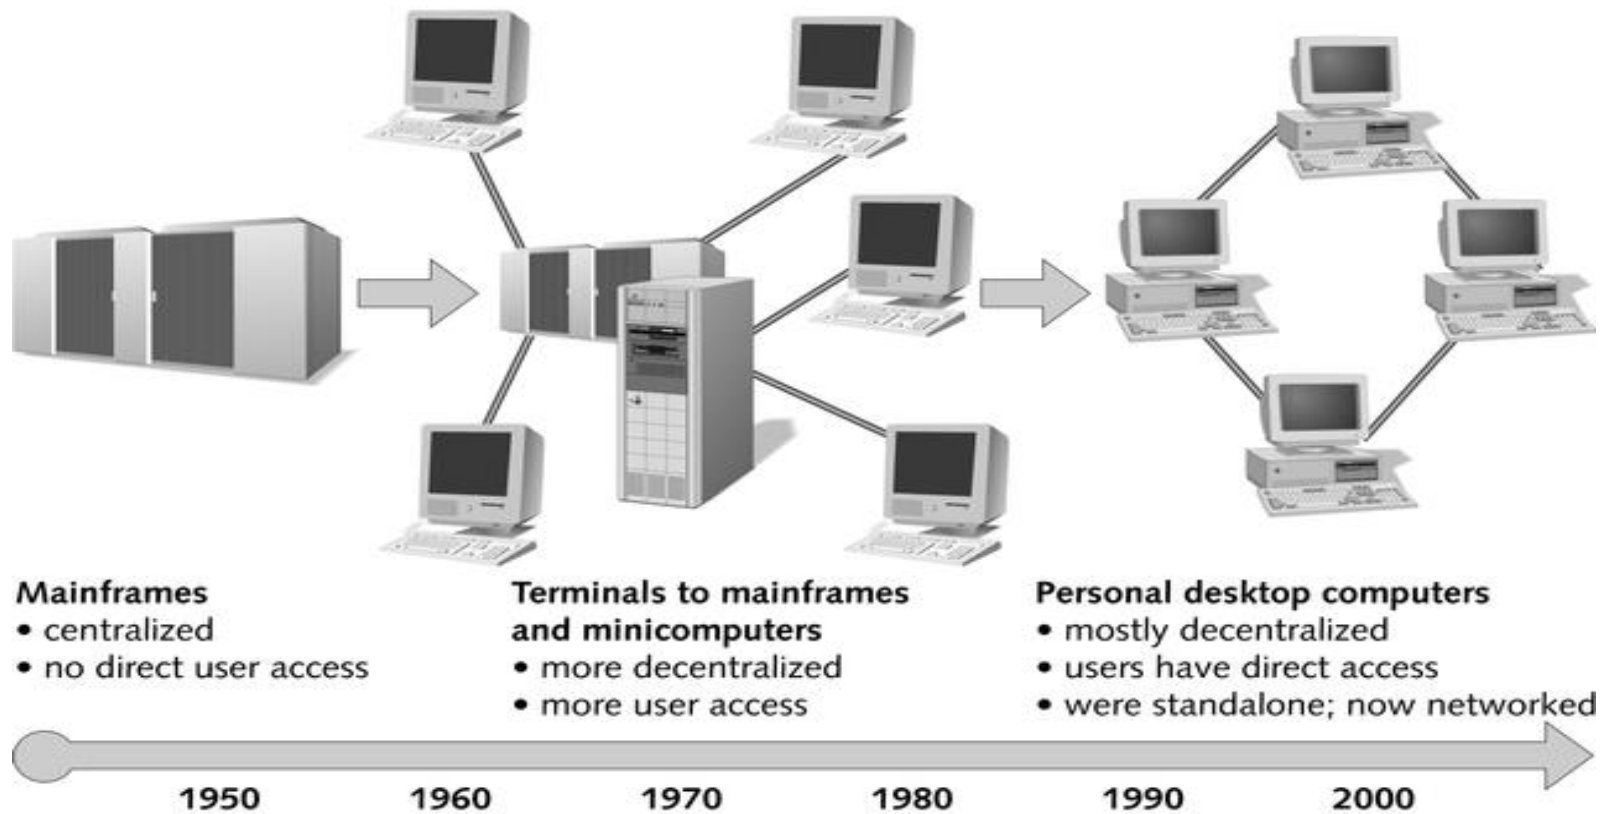 Mainframes
• centralized
• no direct user access
Terminals to mainframes
and minicomputers
• more decentralized
• more user access
Personal desktop computers
• mostly decentralized
• users have direct access
• were standalone; now networked
1950 1960 1970 1980 1990 2000